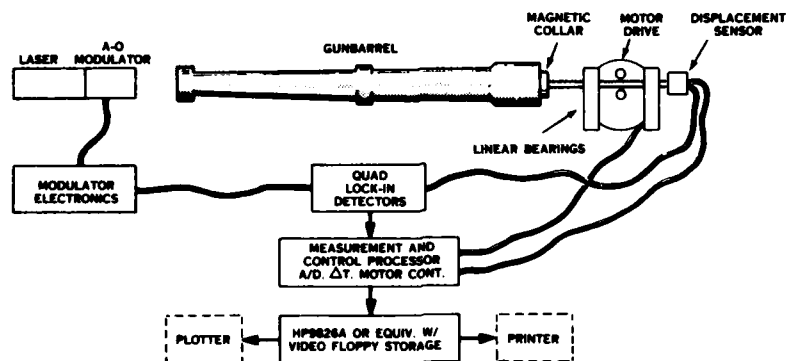 MAGNETIC
COLLAR
MOTOR
DRIVE
DISPLACEMENT
SENSOR
GUNBARREL
A-O
LASER MODULATOR
LINEAR BEARINGS
MODULATOR
ELECTRONICS
QUAD
LOCK-IN
DETECTORS
MEASUREMENT AND
CONTROL PROCESSOR
A/D. ΔT. MOTOR CONT.
PLOTTER
HP9826A OR EQUIV. W/
VIDEO FLOPPY STORAGE
PRINTER